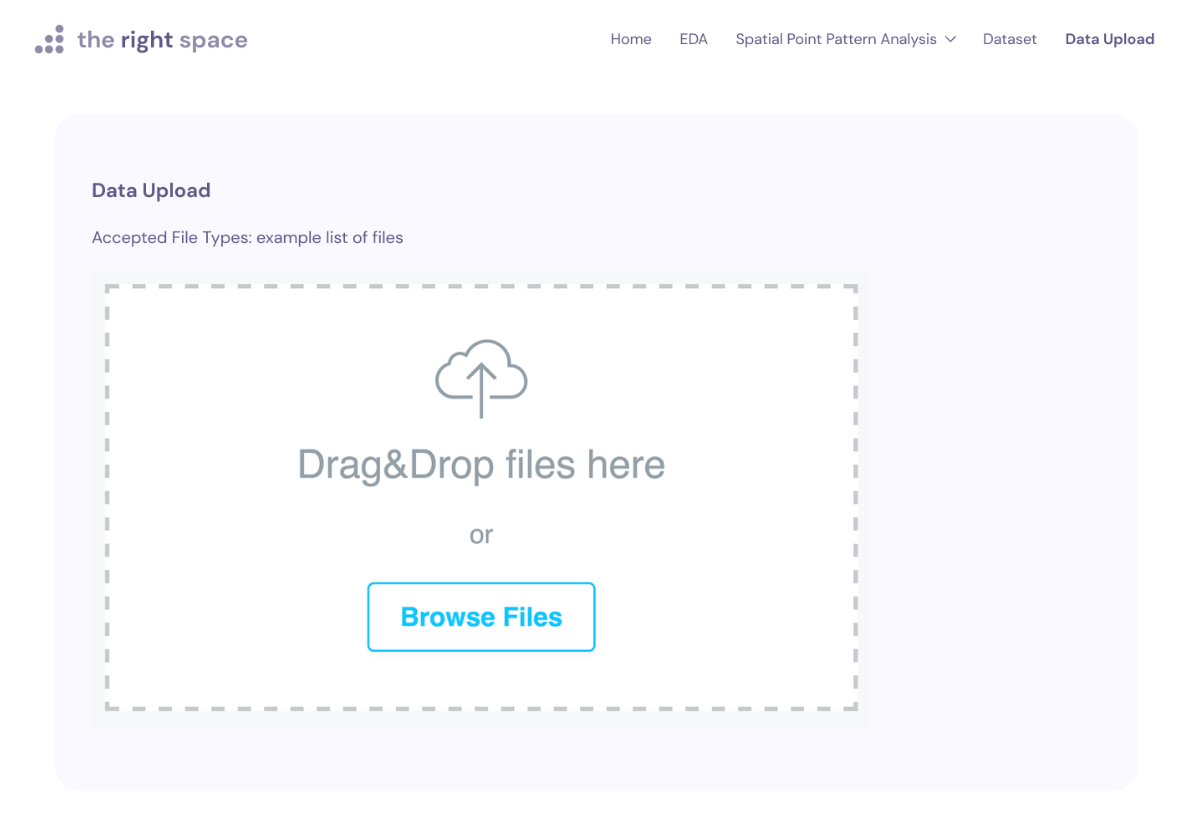 the right space
Home EDA Spatial Point Pattern Analysis Dataset Data Upload
Data Upload
Accepted File Types: example list of files
Drag&Drop files here
or
Browse Files